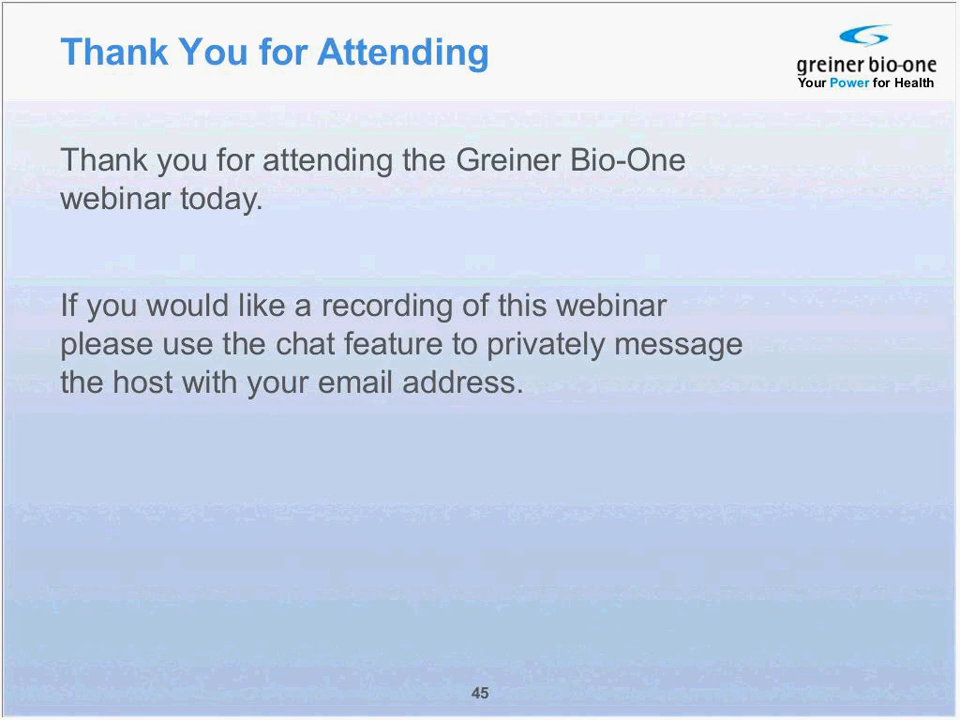 Thank You for Attending
greiner bio-one
Your Power for Health
Thank you for attending the Greiner Bio-One
webinar today.
If you would like a recording of this webinar
please use the chat feature to privately message
the host with your email address.
45